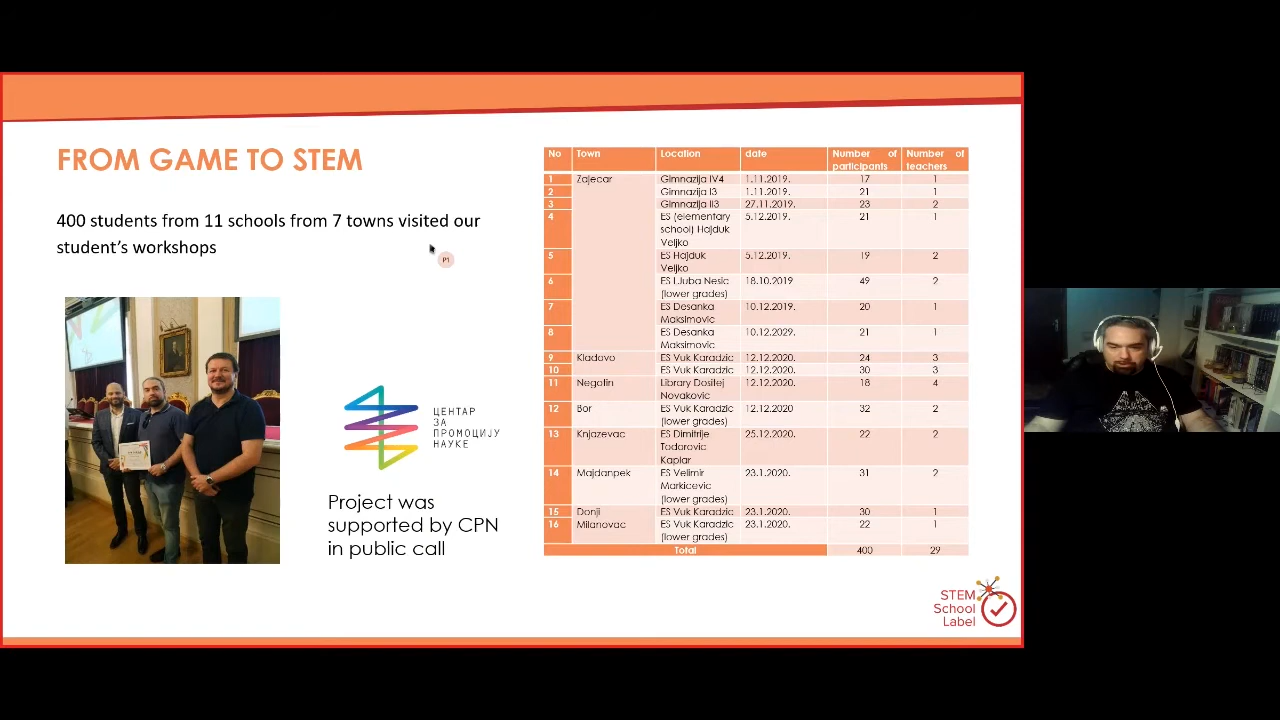 FROM GAME TO STEM
400 students from 11 schools from 7 towns visited our
student's workshops
P1
ЦЕНТАР
ЗА
ПРОМОЦИЈУ
НАУКЕ
Project was
supported by CPN
in public call
No Town Location date Number of participants Number of teachers
1 Zajecar Gimnazija IV4 1.11.2019. 17 1
2 Gimnazija I3 1.11.2019. 21 1
3 Gimnazija II3 27.11.2019. 23 2
4 ES (elementary school) Hajduk Veljko 5.12.2019. 21 1
5 ES Hajduk Veljko 5.12.2019. 19 2
6 ES LJuba Nesic (lower grades) 18.10.2019 49 2
7 ES Desanka Maksimovic 10.12.2019. 20 1
8 ES Desanka Maksimovic 10.12.2029. 21 1
9 Kladovo ES Vuk Karadzic 12.12.2020. 24 3
10 ES Vuk Karadzic 12.12.2020. 30 3
11 Negotin Library Dositej Novakovic 12.12.2020. 18 4
12 Bor ES Vuk Karadzic (lower grades) 12.12.2020 32 2
13 Knjazevac ES Dimitrije Todorovic Kaplar 25.12.2020. 22 2
14 Majdanpek ES Velimir Markicevic (lower grades) 23.1.2020. 31 2
15 Donji ES Vuk Karadzic 23.1.2020. 30 1
16 Milanovac ES Vuk Karadzic (lower grades) 23.1.2020. 22 1
Total 400 29
STEM
School
Label